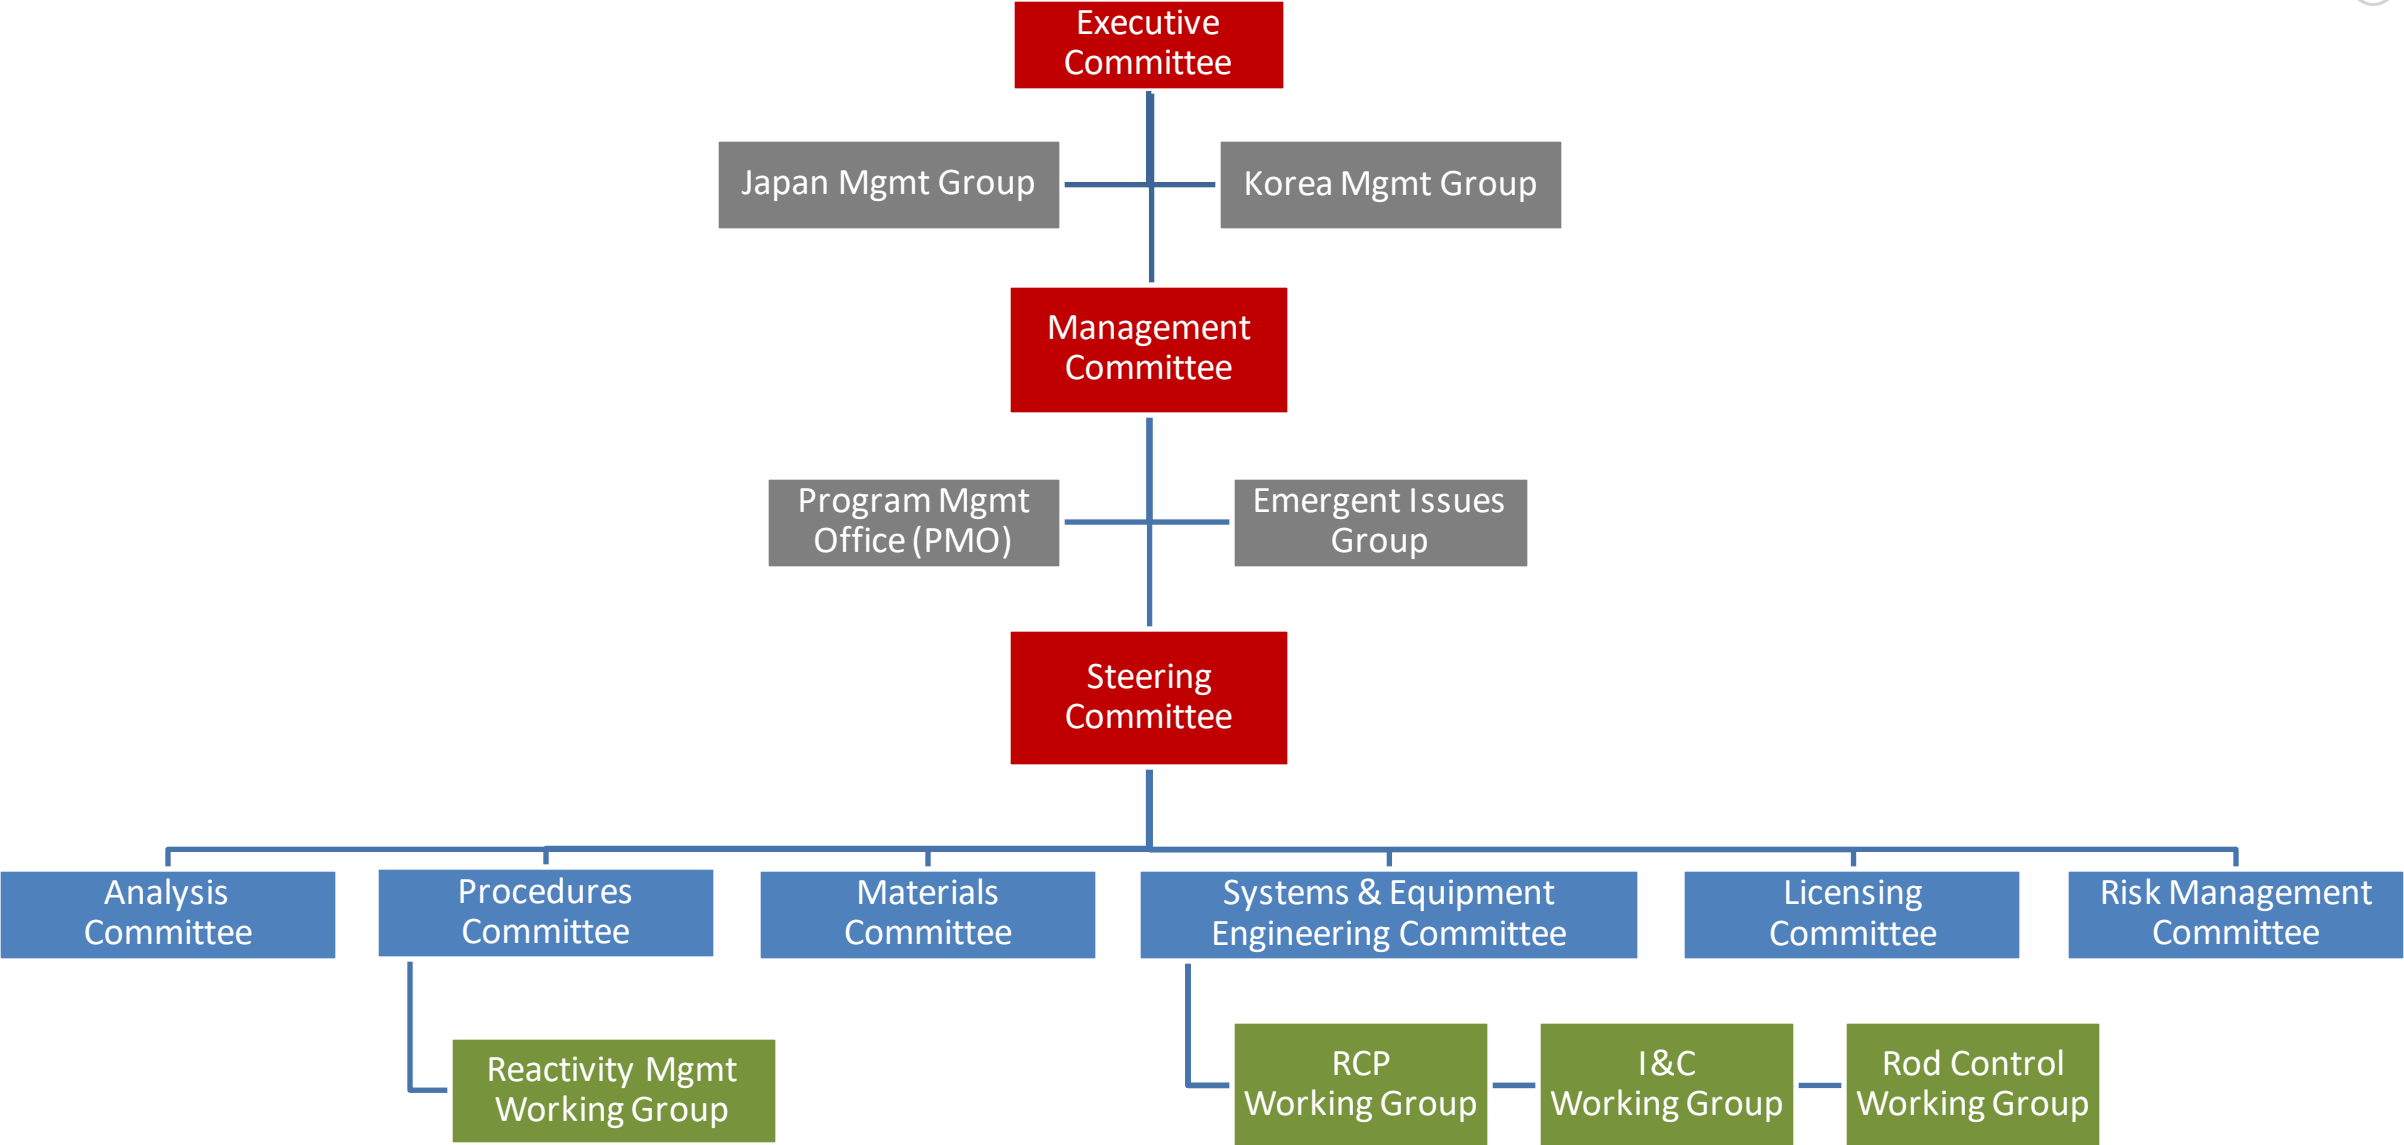 Executive
Committee
Japan Mgmt Group
Korea Mgmt Group
Management
Committee
Program Mgmt
Office (PMO)
Emergent Issues
Group
Steering
Committee
Analysis
Committee
Procedures
Committee
Materials
Committee
Systems & Equipment
Engineering Committee
Licensing
Committee
Risk Management
Committee
Reactivity Mgmt
Working Group
RCP
Working Group
I&C
Working Group
Rod Control
Working Group